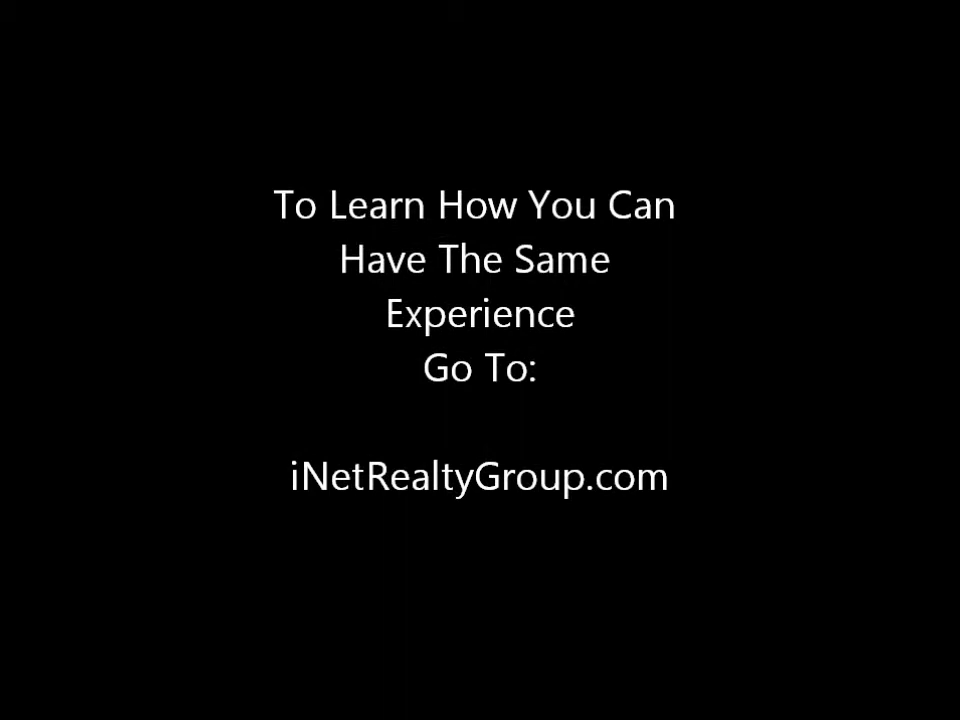 To Learn How You Can
Have The Same
Experience
Go To:
iNetRealtyGroup.com